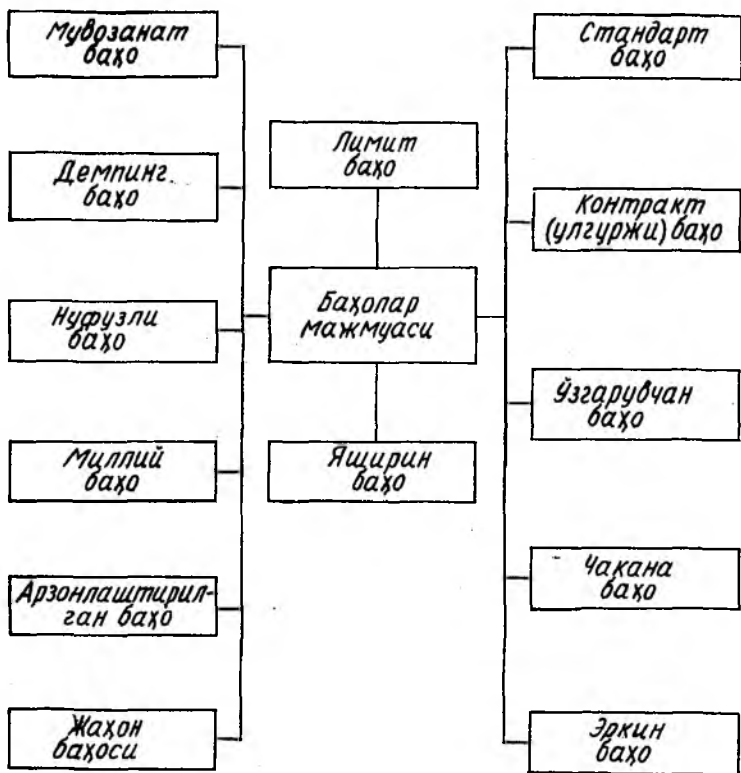 Мувозанат
баҳо
Демпинг
баҳо
Нуфузли
баҳо
Миллий
баҳо
Арзонлаштирил-
ган баҳо
Жаҳон
баҳоси
Лимит
баҳо
Баҳолар
мажмуаси
Яширин
баҳо
Стандарт
баҳо
Контракт
(улгуржи) баҳо
Ўзгарувчан
баҳо
Чакана
баҳо
Эркин
баҳо